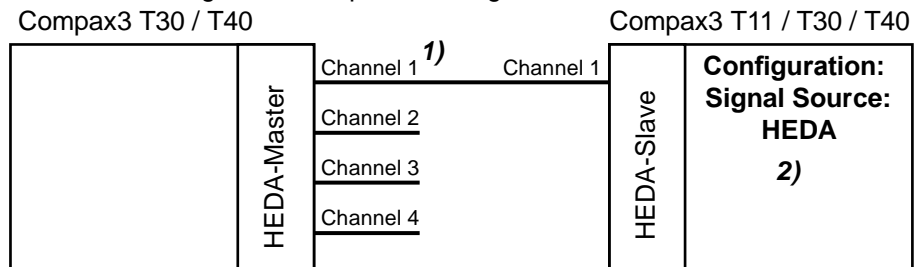 Compax3 T30 / T40
Compax3 T11 / T30 / T40
HEDA-Master
Channel 1
1)
Channel 1
Channel 2
Channel 3
Channel 4
HEDA-Slave
Configuration:
Signal Source:
HEDA
2)